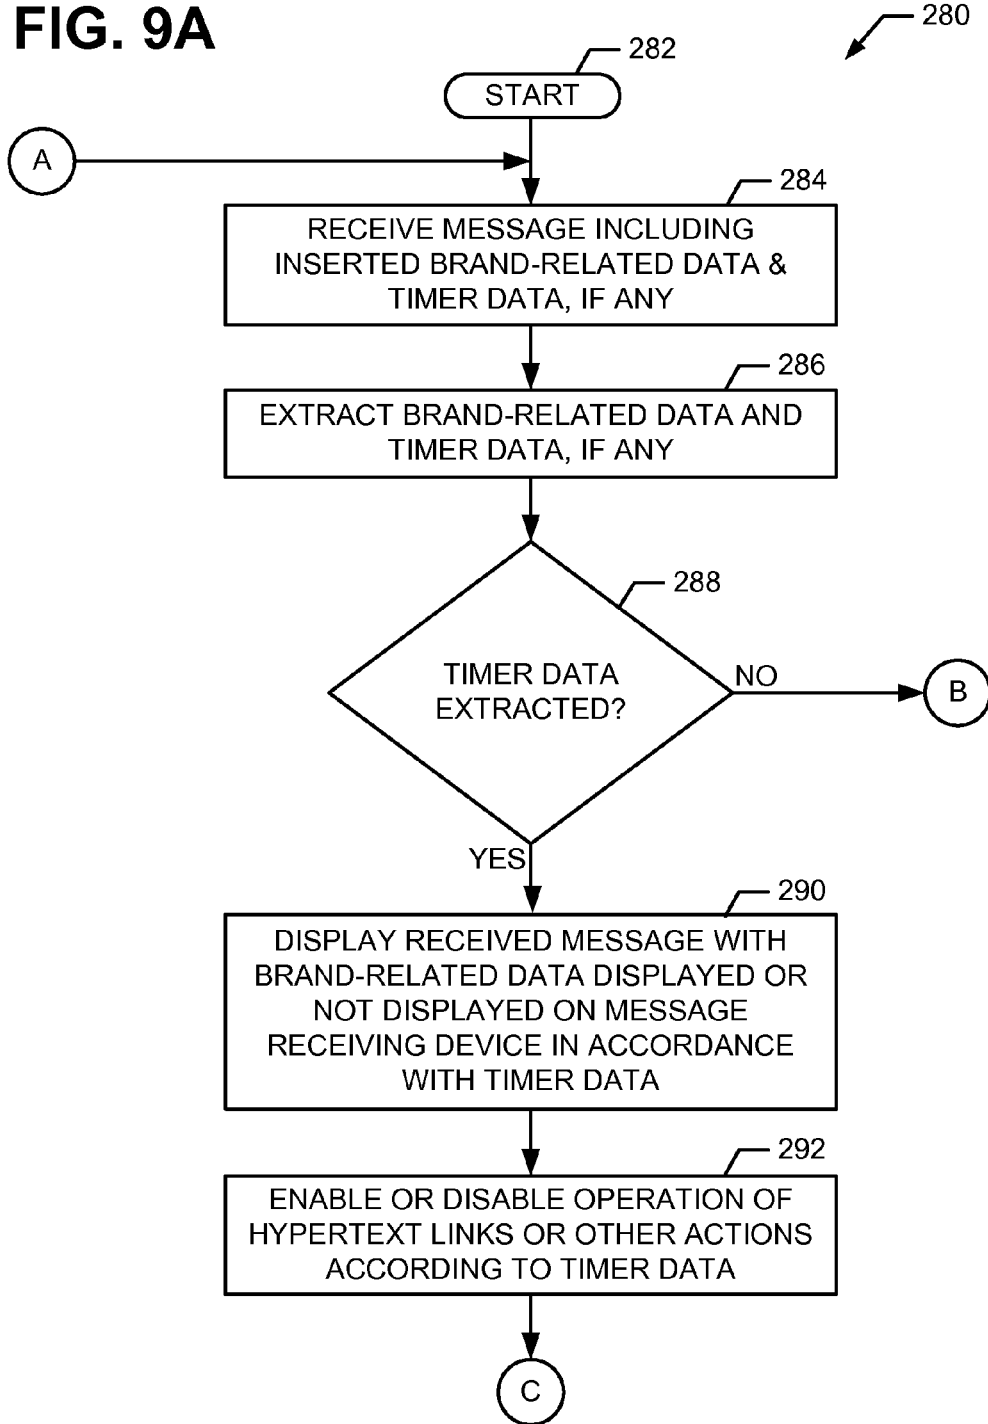 FIG. 9A
280
282
START
A
284
RECEIVE MESSAGE INCLUDING
INSERTED BRAND-RELATED DATA &
TIMER DATA, IF ANY
286
EXTRACT BRAND-RELATED DATA AND
TIMER DATA, IF ANY
288
TIMER DATA
EXTRACTED?
NO
B
YES
290
DISPLAY RECEIVED MESSAGE WITH
BRAND-RELATED DATA DISPLAYED OR
NOT DISPLAYED ON MESSAGE
RECEIVING DEVICE IN ACCORDANCE
WITH TIMER DATA
292
ENABLE OR DISABLE OPERATION OF
HYPERTEXT LINKS OR OTHER ACTIONS
ACCORDING TO TIMER DATA
C